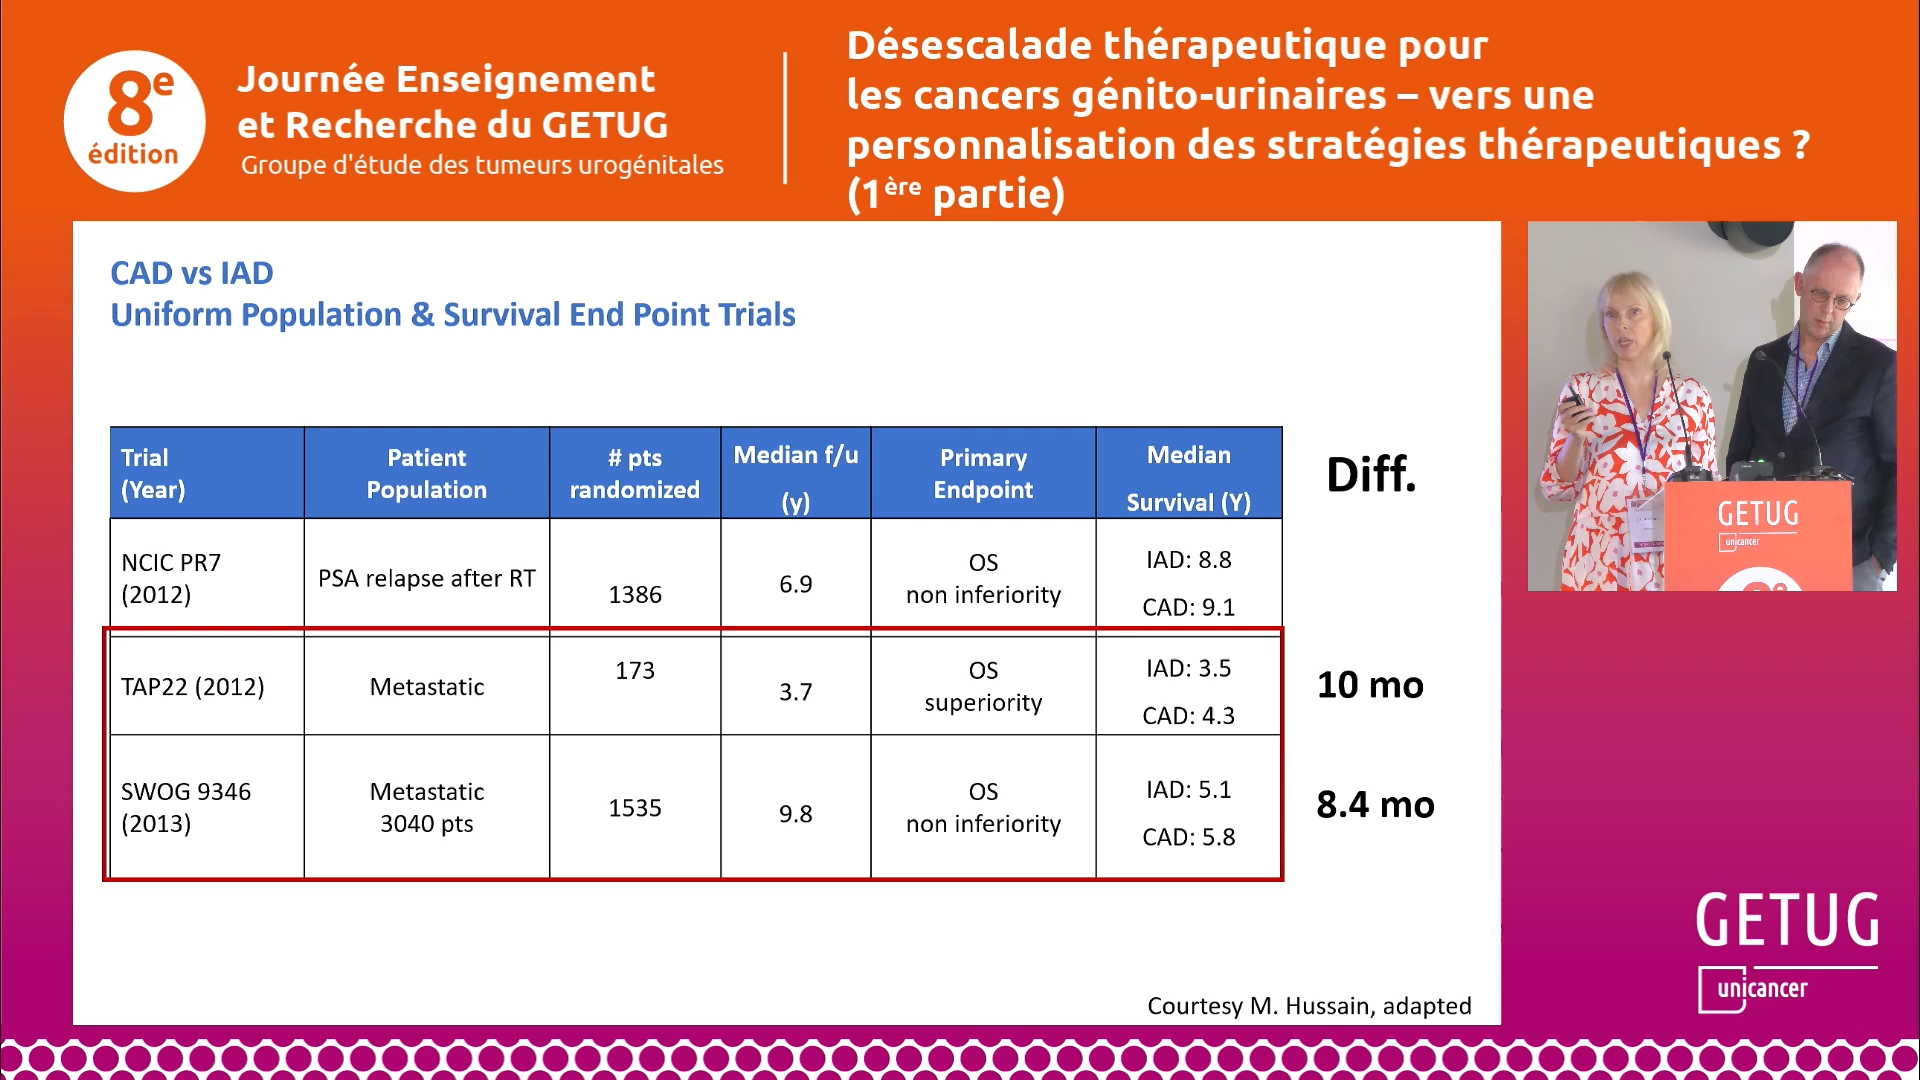 8e
édition
Journée Enseignement
et Recherche du GETUG
Groupe d'étude des tumeurs urogénitales
Désescalade thérapeutique pour
les cancers génito-urinaires – vers une
personnalisation des stratégies thérapeutiques ?
(1ère partie)
CAD vs IAD
Uniform Population & Survival End Point Trials
Trial
(Year)
Patient
Population
# pts
randomized
Median f/u
(y)
Primary
Endpoint
Median
Survival (Y)
Diff.
NCIC PR7
(2012)
PSA relapse after RT
1386
6.9
OS
non inferiority
IAD: 8.8
CAD: 9.1
TAP22 (2012)
Metastatic
173
3.7
OS
superiority
IAD: 3.5
CAD: 4.3
10 mo
SWOG 9346
(2013)
Metastatic
3040 pts
1535
9.8
OS
non inferiority
IAD: 5.1
CAD: 5.8
8.4 mo
Courtesy M. Hussain, adapted
GETUG
unicancer
GETUG
unicancer